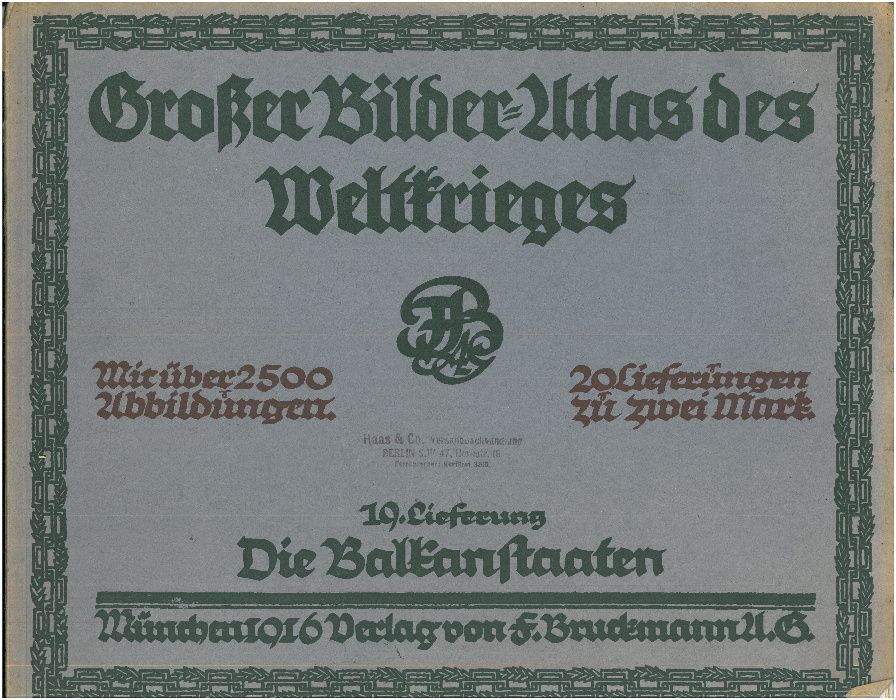 Großer Bilder-Atlas des
Weltkrieges
Mit über 2500
Abbildungen.
20 Lieferungen
zu zwei Mark.
Haas & Co. Versandbuchhandlung
BERLIN S.W 47,
19. Lieferung
Die Balkanstaaten
München 1916 Verlag von F. Bruckmann A.G.